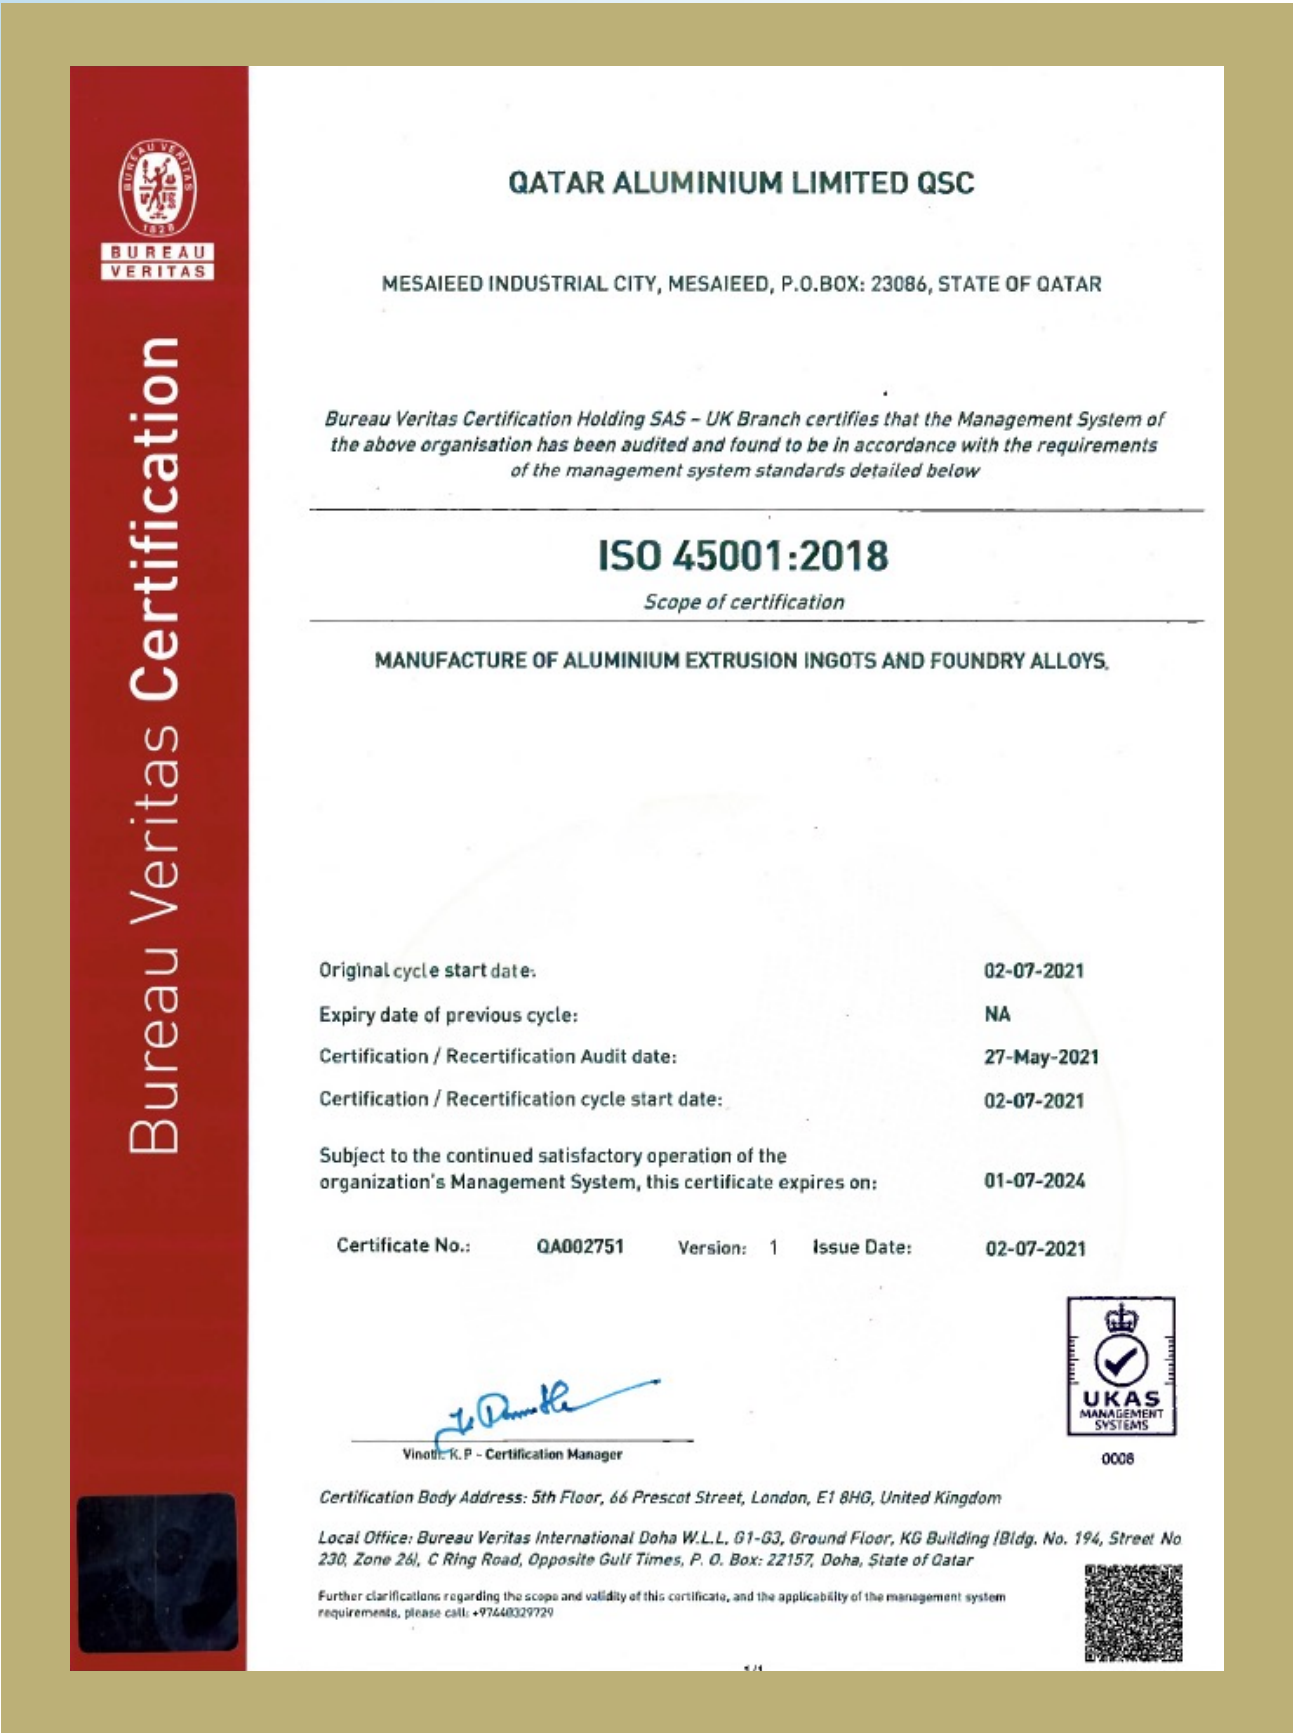 BUREAU VERITAS
1828
BUREAU
VERITAS
Bureau Veritas Certification
QATAR ALUMINIUM LIMITED QSC
MESAIEED INDUSTRIAL CITY, MESAIEED, P.O.BOX: 23086, STATE OF QATAR
Bureau Veritas Certification Holding SAS – UK Branch certifies that the Management System of
the above organisation has been audited and found to be in accordance with the requirements
of the management system standards detailed below
ISO 45001:2018
Scope of certification
MANUFACTURE OF ALUMINIUM EXTRUSION INGOTS AND FOUNDRY ALLOYS.
Original cycle start date: 02-07-2021
Expiry date of previous cycle: NA
Certification / Recertification Audit date: 27-May-2021
Certification / Recertification cycle start date: 02-07-2021
Subject to the continued satisfactory operation of the
organization's Management System, this certificate expires on: 01-07-2024
Certificate No.: QA002751 Version: 1 Issue Date: 02-07-2021
Vinoth K.P - Certification Manager
UKAS
MANAGEMENT
SYSTEMS
0008
Certification Body Address: 5th Floor, 66 Prescot Street, London, E1 8HG, United Kingdom
Local Office: Bureau Veritas International Doha W.L.L, G1-G3, Ground Floor, KG Building (Bldg. No. 194, Street No
230, Zone 26), C Ring Road, Opposite Gulf Times, P. O. Box: 22157, Doha, State of Qatar
Further clarifications regarding the scope and validity of this certificate, and the applicability of the management system
requirements, please call: +97440329729